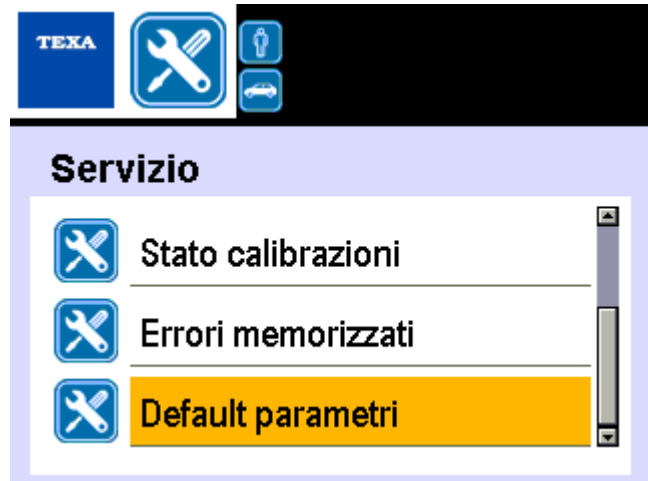 TEXA
Servizio
Stato calibrazioni
Errori memorizzati
Default parametri